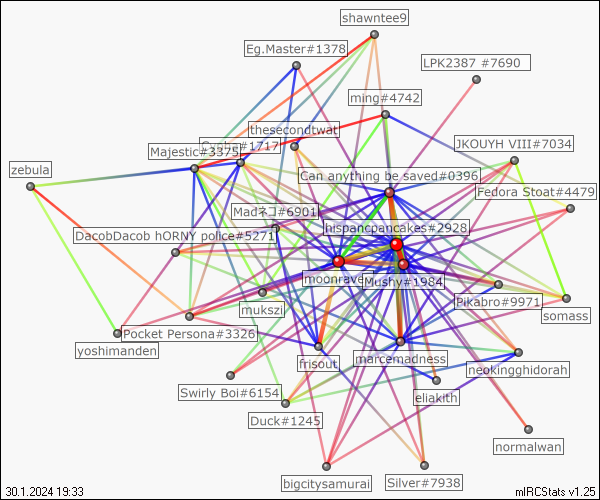 shawntee9
Eg.Master#1378
LPK2387 #7690
ming#4742
thesecondtwat
#1717
Majestic#3375
JKOUYH VIII#7034
zebula
Can anything be saved#0396
Fedora Stoat#4479
Madネコ#6901
jhispancpancakes#2928
DacobDacob hORNY police#5271
moonrave
Mushy#1984
Pikabro#9971
mukszi
somass
Pocket Persona#3326
yoshimanden
frisout
marcemadness
neokingghidorah
Swirly Boi#6154
eliakith
Duck#1245
normalwan
bigcitysamurai
Silver#7938
30.1.2024 19:33
mIRCStats v1.25